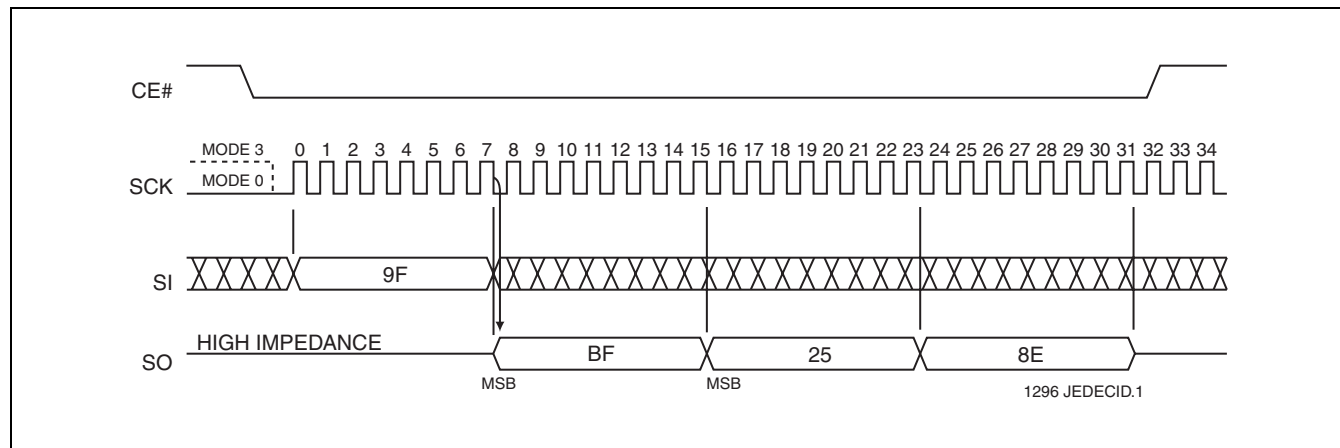 CE#
MODE 3
0 1 2 3 4 5 6 7 8 9 10 11 12 13 14 15 16 17 18 19 20 21 22 23 24 25 26 27 28 29 30 31 32 33 34
MODE 0
SCK
SI
9F
HIGH IMPEDANCE
SO
BF
25
8E
MSB
MSB
1296 JEDECID.1